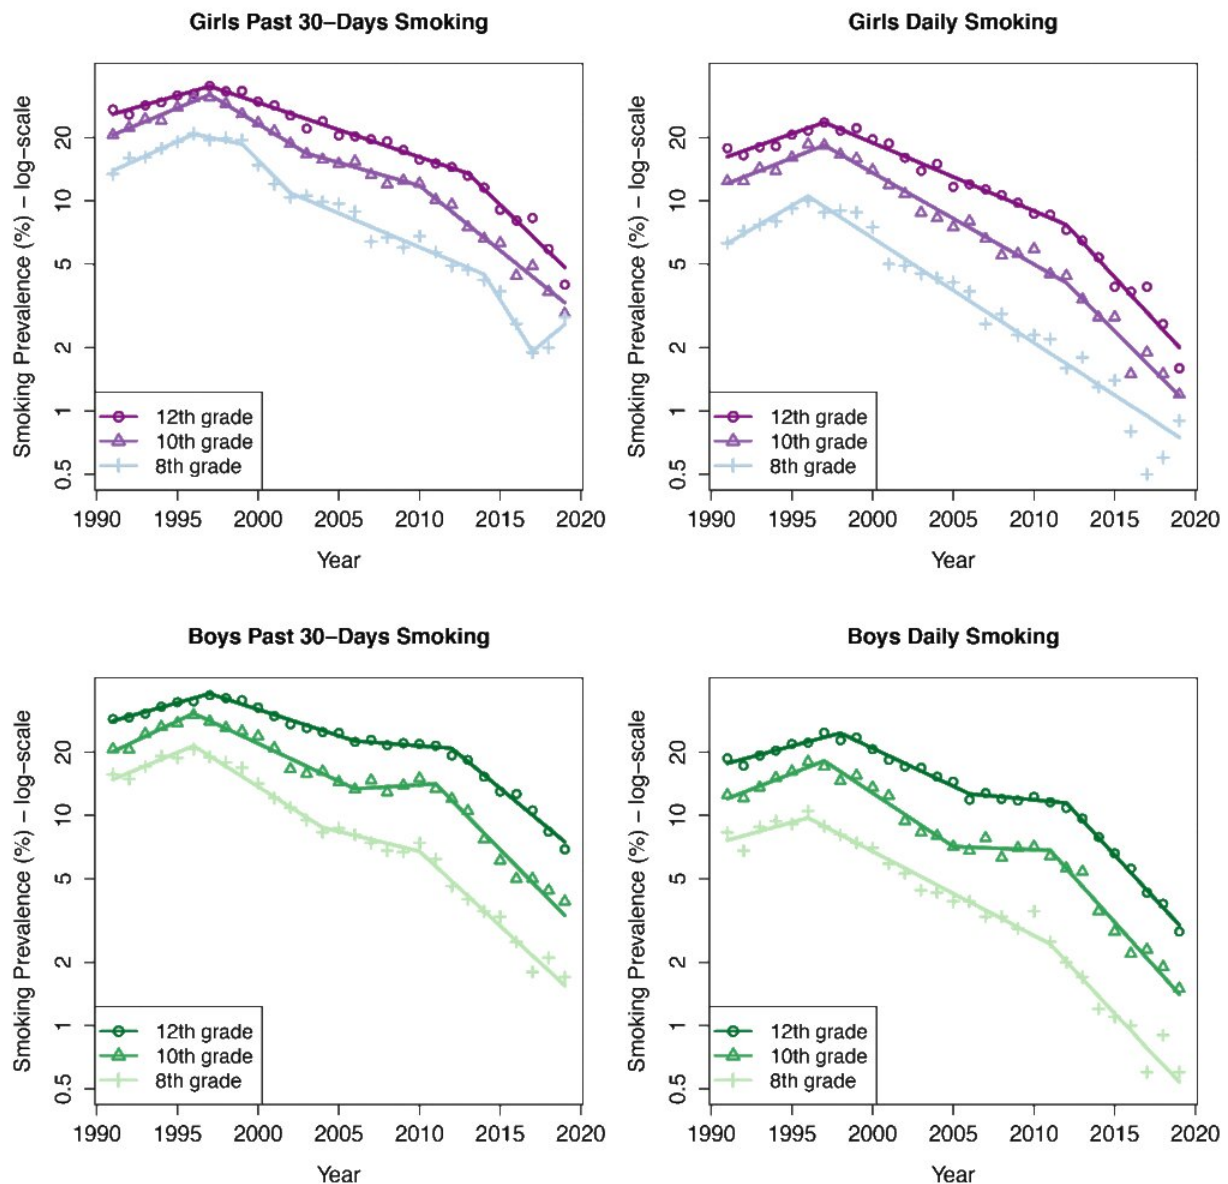 Girls Past 30–Days Smoking
Smoking Prevalence (%) – log–scale
20
10
5
2
1
0.5
12th grade
10th grade
8th grade
1990 1995 2000 2005 2010 2015 2020
Year
Girls Daily Smoking
Smoking Prevalence (%) – log–scale
20
10
5
2
1
0.5
12th grade
10th grade
8th grade
1990 1995 2000 2005 2010 2015 2020
Year
Boys Past 30–Days Smoking
Smoking Prevalence (%) – log–scale
20
10
5
2
1
0.5
12th grade
10th grade
8th grade
1990 1995 2000 2005 2010 2015 2020
Year
Boys Daily Smoking
Smoking Prevalence (%) – log–scale
20
10
5
2
1
0.5
12th grade
10th grade
8th grade
1990 1995 2000 2005 2010 2015 2020
Year